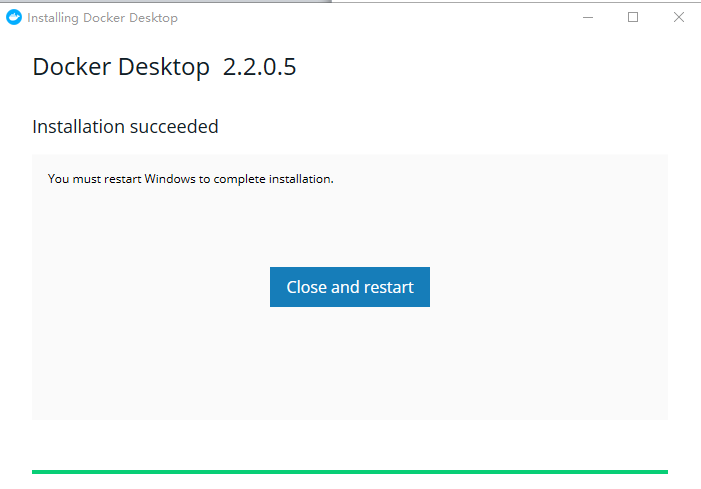 Installing Docker Desktop
Docker Desktop 2.2.0.5
Installation succeeded
You must restart Windows to complete installation.
Close and restart